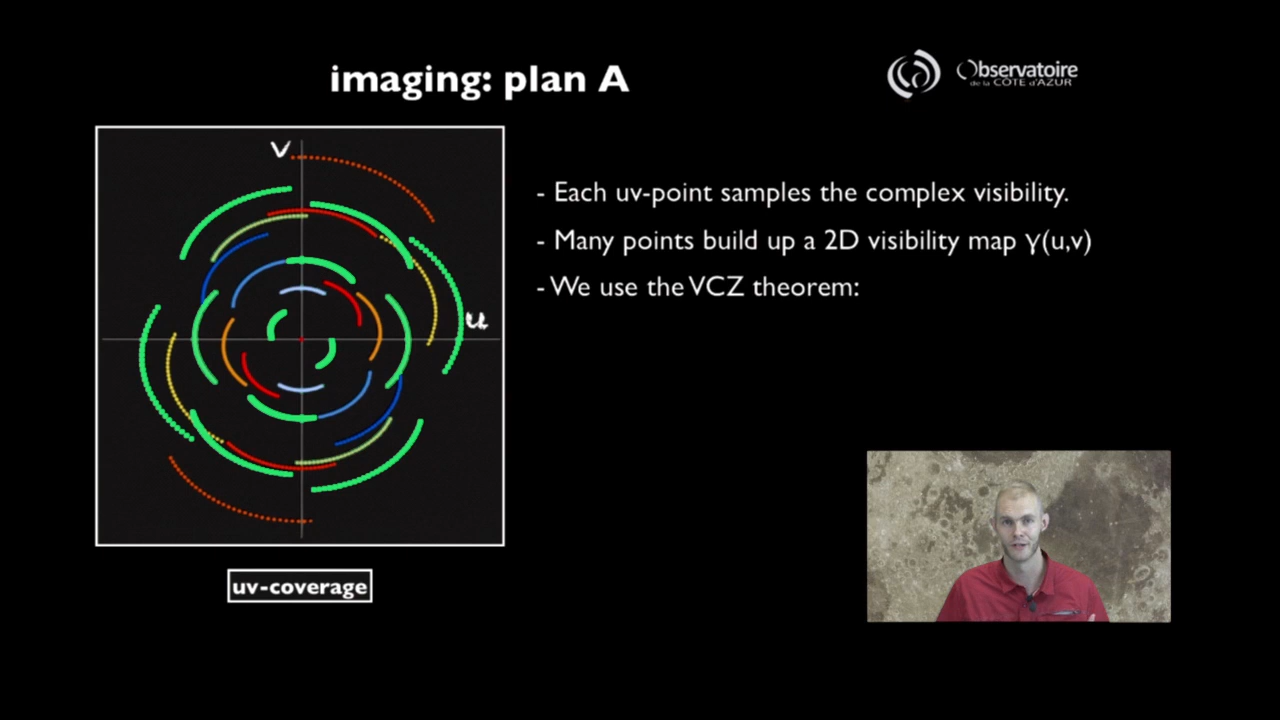 imaging: plan A
Observatoire
de la CÔTE d'AZUR
v
u
- Each uv-point samples the complex visibility.
- Many points build up a 2D visibility map γ(u,v)
- We use the VCZ theorem:
uv-coverage